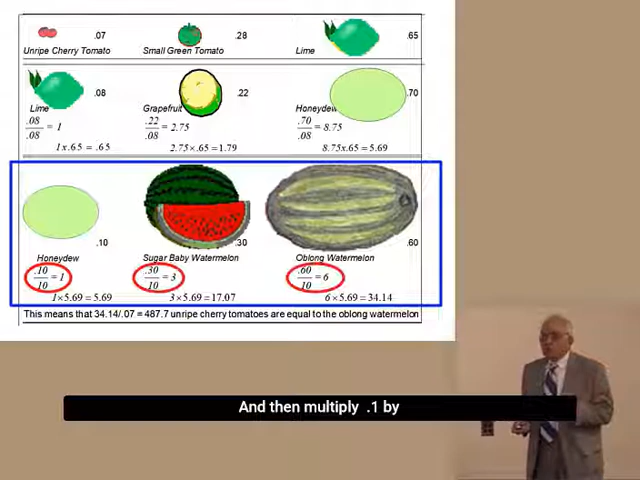 .07 .28 .65
Unripe Cherry Tomato Small Green Tomato Lime
.08 .22 .70
Lime Grapefruit Honeydew
.08/.08 = 1 .22/.08 = 2.75 .70/.08 = 8.75
1x.65 = .65 2.75×.65 = 1.79 8.75x.65 = 5.69
.10 .30 .60
Honeydew Sugar Baby Watermelon Oblong Watermelon
.10/.10 = 1 .30/.10 = 3 .60/.10 = 6
1×5.69 = 5.69 3×5.69 = 17.07 6×5.69 = 34.14
This means that 34.14/.07 = 487.7 unripe cherry tomatoes are equal to the oblong watermelon
And then multiply .1 by